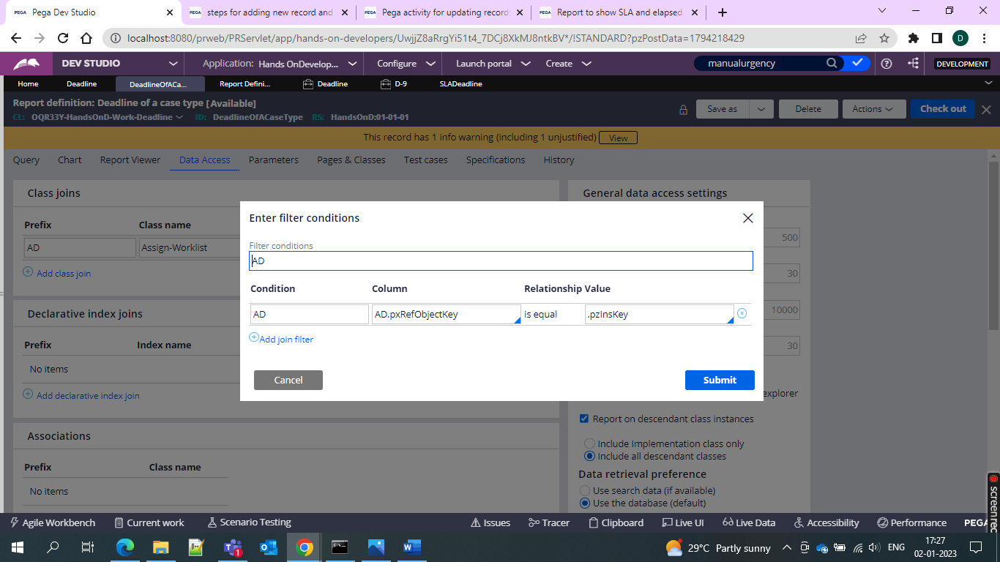 Pega Dev Studio
steps for adding new record and
Pega activity for updating record
Report to show SLA and elapsed
localhost:8080/prweb/PRServlet/app/hands-on-developers/UwjjZ8aRrgYi51t4_7DCj8XkMJ8ntkBV*/!STANDARD?pzPostData=1794218429
D
DEV STUDIO
Application: Hands OnDevelop...
Configure
Launch portal
Create
manualurgency
DEVELOPMENT
Home
Deadline
DeadlineOfACa...
Report Defini...
Deadline
D-9
SLADeadline
Report definition: Deadline of a case type [Available]
CL: OQR33Y-HandsOnD-Work-Deadline ID: DeadlineOfACaseType RS: HandsOnD:01-01-01
Save as
Delete
Actions
Check out
This record has 1 info warning (including 1 unjustified) View
Query
Chart
Report Viewer
Data Access
Parameters
Pages & Classes
Test cases
Specifications
History
Class joins
Prefix Class name
AD Assign-Worklist
Add class join
Declarative index joins
Prefix Index name
No items
Add declarative index join
Associations
Prefix Class name
No items
General data access settings
500
30
10000
30
explorer
Report on descendant class instances
Include Implementation class only
Include all descendant classes
Data retrieval preference
Use search data (if available)
Use the database (default)
Enter filter conditions
Filter conditions
AD
Condition Column Relationship Value
AD AD.pxRefObjectKey is equal .pzInsKey
Add join filter
Cancel
Submit
screenrec
Agile Workbench
Current work
Scenario Testing
Issues
Tracer
Clipboard
Live UI
Live Data
Accessibility
Performance
PEGA
1
29°C Partly sunny
ENG
17:27
02-01-2023